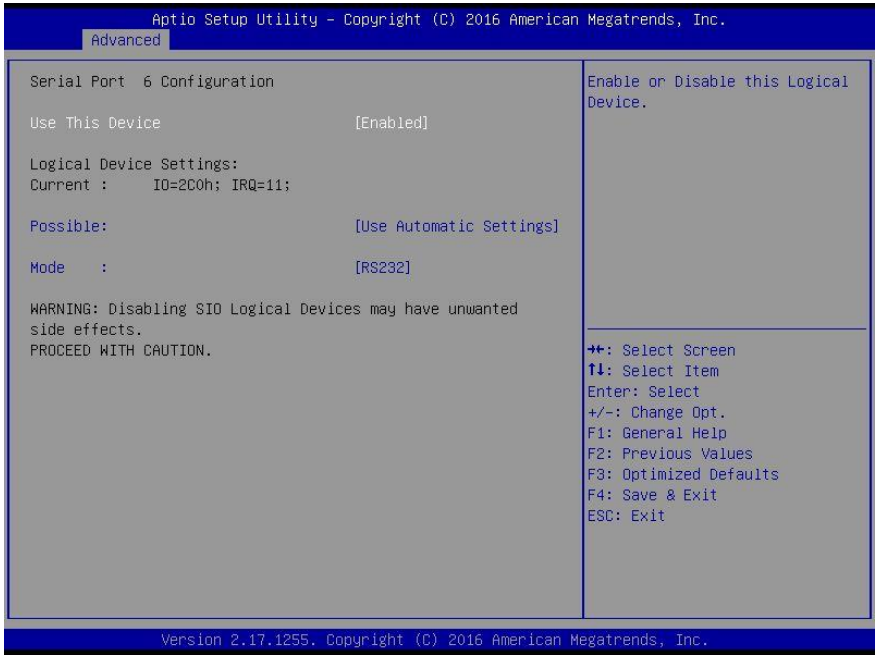 Aptio Setup Utility – Copyright (C) 2016 American Megatrends, Inc.
Advanced
Serial Port 6 Configuration
Use This Device [Enabled]
Logical Device Settings:
Current : IO=2C0h; IRQ=11;
Possible: [Use Automatic Settings]
Mode : [RS232]
WARNING: Disabling SIO Logical Devices may have unwanted
side effects.
PROCEED WITH CAUTION.
Enable or Disable this Logical
Device.
→←: Select Screen
↑↓: Select Item
Enter: Select
+/-: Change Opt.
F1: General Help
F2: Previous Values
F3: Optimized Defaults
F4: Save & Exit
ESC: Exit
Version 2.17.1255. Copyright (C) 2016 American Megatrends, Inc.